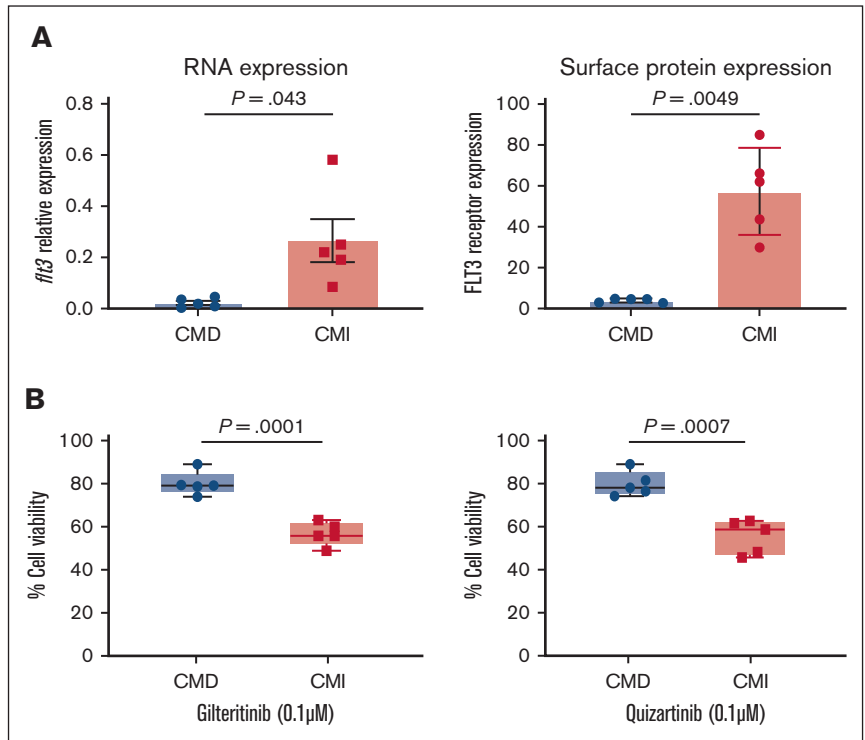 A
RNA expression
P = .043
flt3 relative expression
0.8
0.6
0.4
0.2
0.0
CMD CMI
Surface protein expression
P = .0049
FLT3 receptor expression
100
80
60
40
20
0
CMD CMI
B
P = .0001
% Cell viability
100
80
60
40
20
0
CMD CMI
Gilteritinib (0.1µM)
P = .0007
% Cell viability
100
80
60
40
20
0
CMD CMI
Quizartinib (0.1µM)